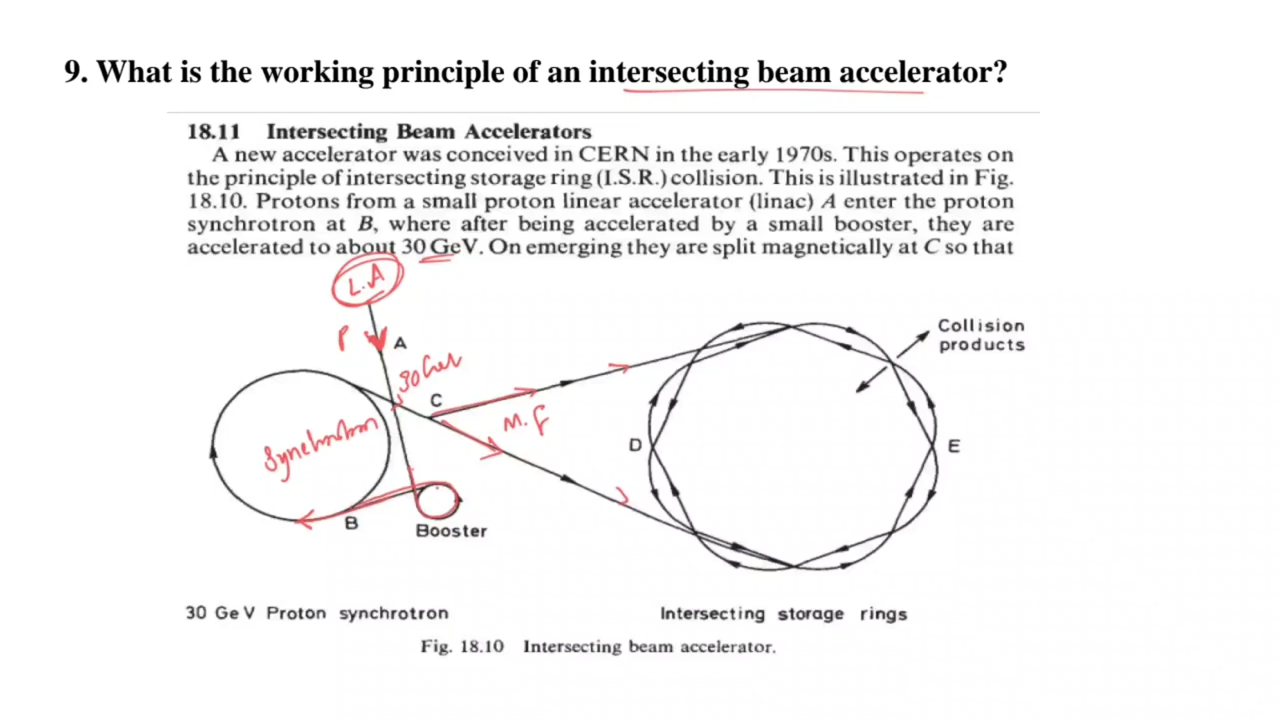 9. What is the working principle of an intersecting beam accelerator?
18.11 Intersecting Beam Accelerators
A new accelerator was conceived in CERN in the early 1970s. This operates on
the principle of intersecting storage ring (I.S.R.) collision. This is illustrated in Fig.
18.10. Protons from a small proton linear accelerator (linac) A enter the proton
synchrotron at B, where after being accelerated by a small booster, they are
accelerated to about 30 GeV. On emerging they are split magnetically at C so that
L.A
P
A
30 GeV
C
M.f
Synchrotron
B
Booster
D
E
Collision
products
30 GeV Proton synchrotron
Intersecting storage rings
Fig. 18.10 Intersecting beam accelerator.